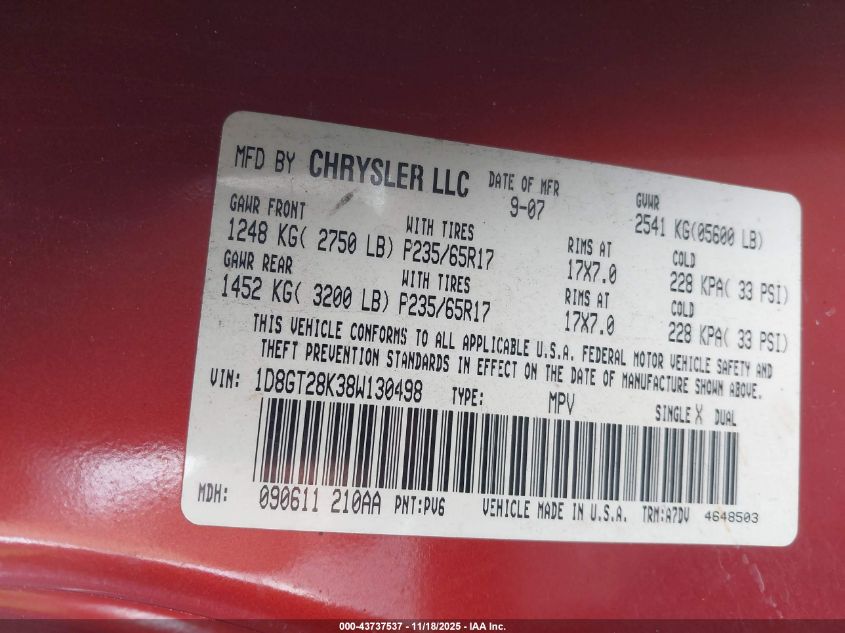 MFD BY CHRYSLER LLC DATE OF MFR GVWR
9-07 2541 KG(05600 LB)
GAWR FRONT WITH TIRES RIMS AT COLD
1248 KG( 2750 LB) P235/65R17 17X7.0 228 KPA( 33 PSI)
GAWR REAR WITH TIRES RIMS AT COLD
1452 KG( 3200 LB) P235/65R17 17X7.0 228 KPA( 33 PSI)
THIS VEHICLE CONFORMS TO ALL APPLICABLE U.S.A. FEDERAL MOTOR VEHICLE SAFETY AND
THEFT PREVENTION STANDARDS IN EFFECT ON THE DATE OF MANUFACTURE SHOWN ABOVE.
VIN: 1D8GT28K38W130498 TYPE: MPV SINGLE X DUAL
MDH: 090611 210AA PNT:PV6 VEHICLE MADE IN U.S.A. TRM:A7DV 4648503
000-43737537 - 11/18/2025 - IAA Inc.